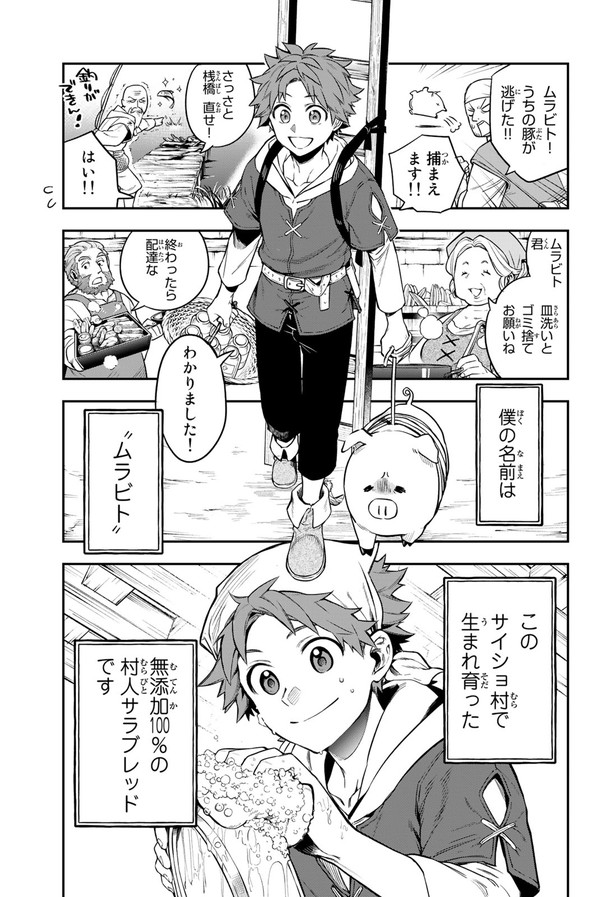 ムラビト!
うちの豚が
逃げた!!
捕まえ
ます!!
さっさと
桟橋 直せ!
釣りが
できん!
はい!!
ムラビト
君
皿洗いと
ゴミ捨て
お願いね
終わったら
配達な
わかりました!
僕の名前は
〝ムラビト〟
この
サイショ村で
生まれ育った
無添加100%の
村人サラブレッド
です